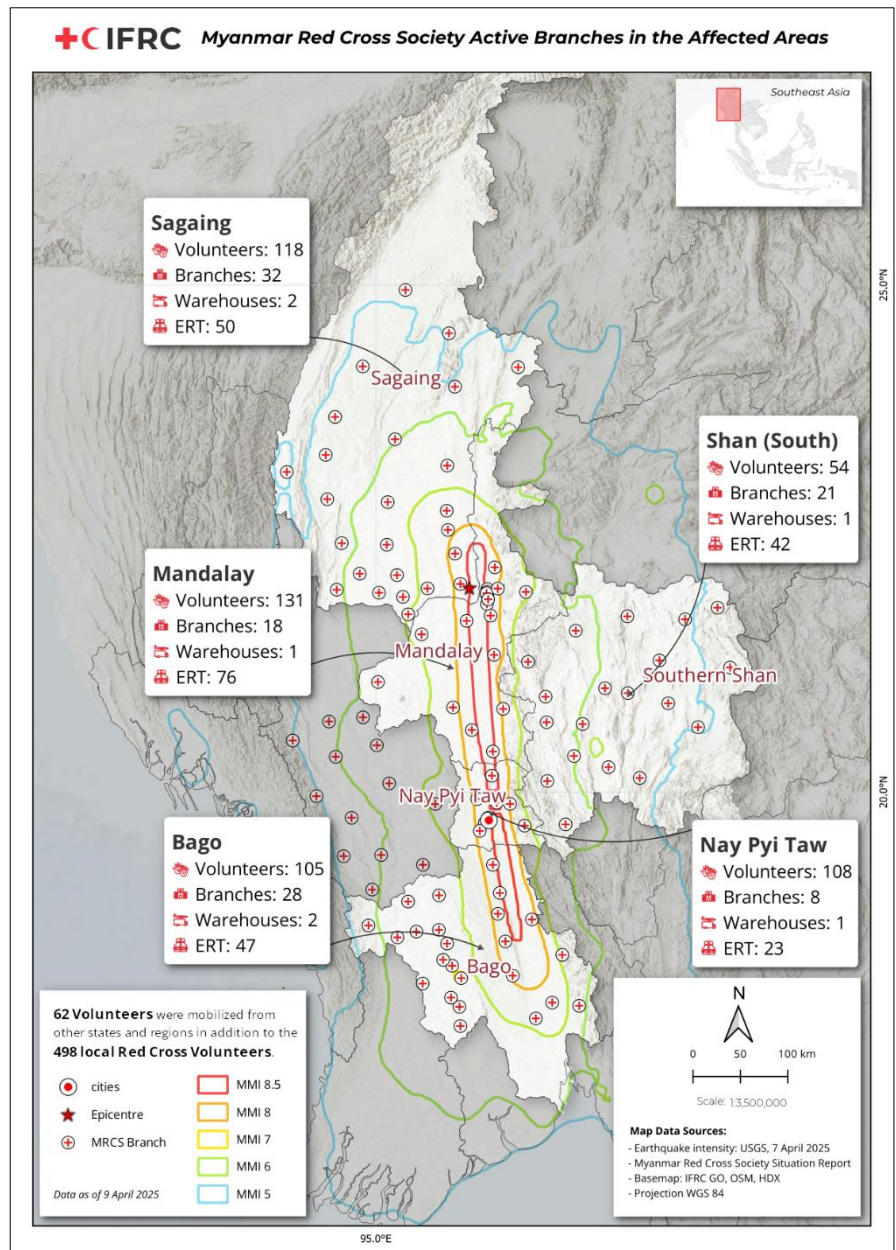 IFRC Myanmar Red Cross Society Active Branches in the Affected Areas
Southeast Asia
Sagaing
Volunteers: 118
Branches: 32
Warehouses: 2
ERT: 50
25.0°N
Sagaing
Shan (South)
Volunteers: 54
Branches: 21
Warehouses: 1
ERT: 42
Mandalay
Volunteers: 131
Branches: 18
Warehouse: 1
ERT: 76
Mandalay
Southern Shan
20.0°N
Nay Pyi Taw
Bago
Volunteers: 105
Branches: 28
Warehouses: 2
ERT: 47
Nay Pyi Taw
Volunteers: 108
Branches: 8
Warehouse: 1
ERT: 23
Bago
62 Volunteers were mobilized from
other states and regions in addition to the
498 local Red Cross Volunteers.
cities
Epicentre
MRCS Branch
Data as of 9 April 2025
MMI 8.5
MMI 8
MMI 7
MMI 6
MMI 5
N
0 50 100 km
Scale: 1:3,500,000
Map Data Sources:
- Earthquake intensity: USGS, 7 April 2025
- Myanmar Red Cross Society Situation Report
- Basemap: IFRC GO, OSM, HDX
- Projection WGS 84
95.0°E